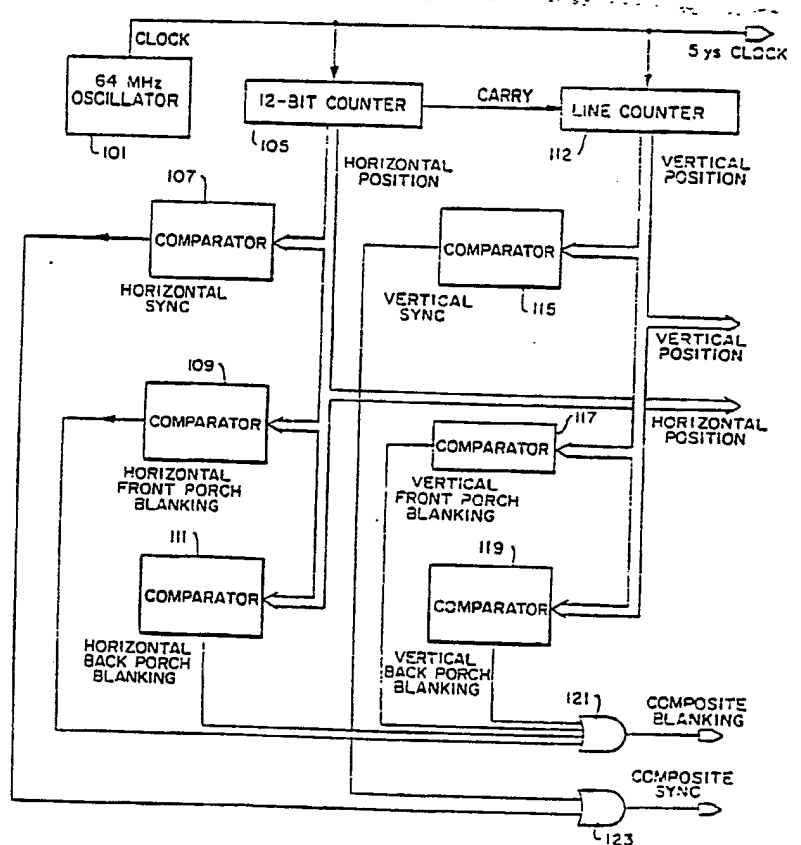 CLOCK
5 ys CLOCK
64 MHz
OSCILLATOR
101
12-BIT COUNTER
105
CARRY
LINE COUNTER
112
HORIZONTAL
POSITION
VERTICAL
POSITION
107
COMPARATOR
HORIZONTAL
SYNC
COMPARATOR
VERTICAL
SYNC
115
VERTICAL
POSITION
109
COMPARATOR
HORIZONTAL
FRONT PORCH
BLANKING
HORIZONTAL
POSITION
117
COMPARATOR
VERTICAL
FRONT PORCH
BLANKING
111
COMPARATOR
HORIZONTAL
BACK PORCH
BLANKING
119
COMPARATOR
VERTICAL
BACK PORCH
BLANKING
121
COMPOSITE
BLANKING
COMPOSITE
SYNC
123